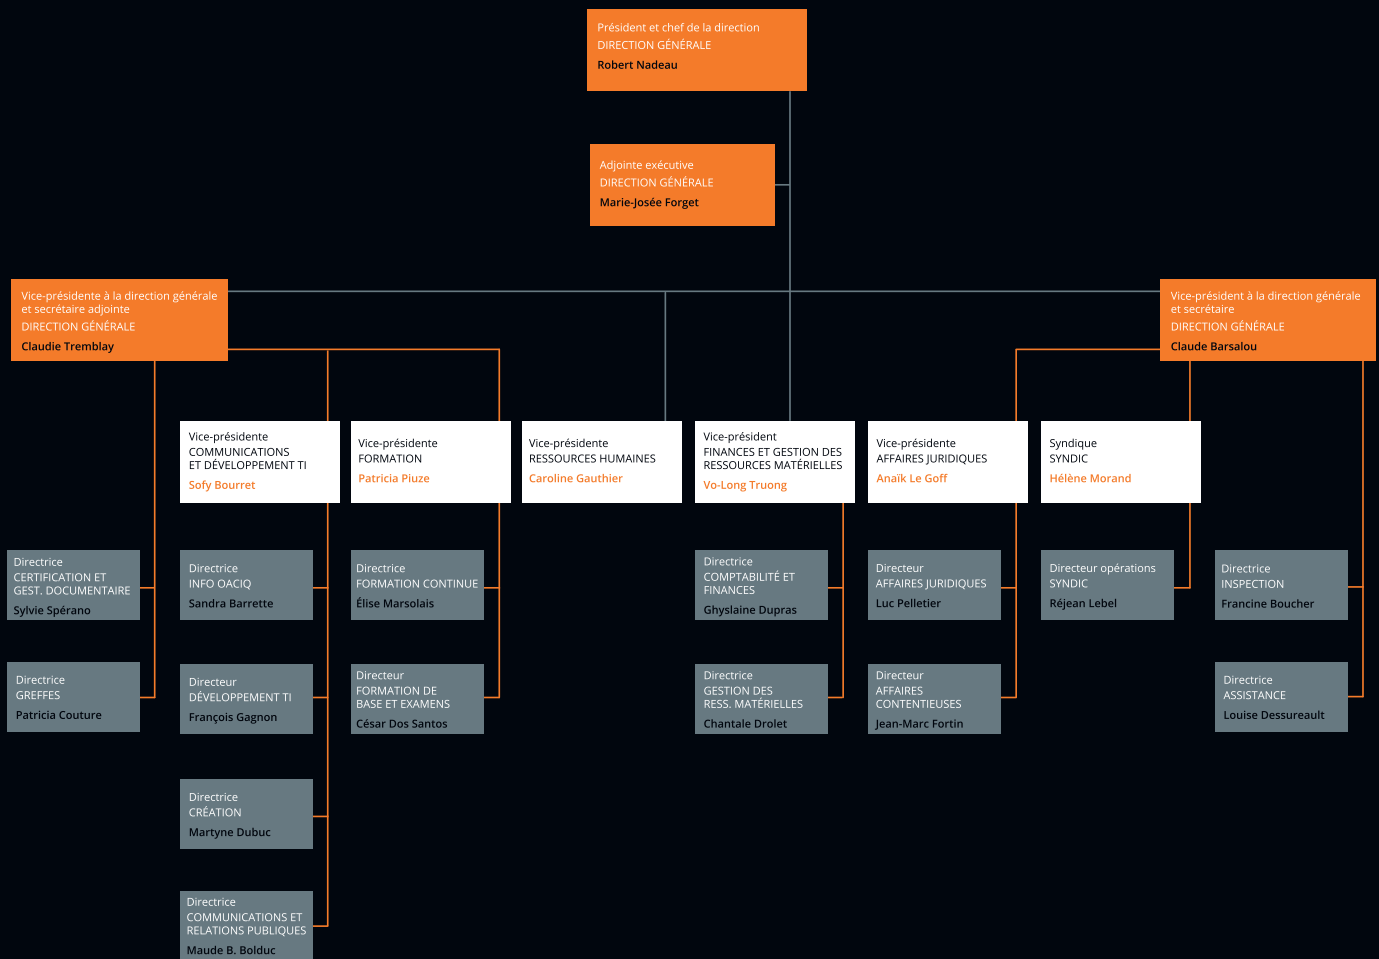 Président et chef de la direction
DIRECTION GÉNÉRALE
Robert Nadeau
Adjointe exécutive
DIRECTION GÉNÉRALE
Marie-Josée Forget
Vice-présidente à la direction générale
et secrétaire adjointe
DIRECTION GÉNÉRALE
Claudie Tremblay
Vice-président à la direction générale
et secrétaire
DIRECTION GÉNÉRALE
Claude Barsalou
Vice-présidente
COMMUNICATIONS
ET DÉVELOPPEMENT TI
Sofy Bourret
Vice-présidente
FORMATION
Patricia Piuze
Vice-présidente
RESSOURCES HUMAINES
Caroline Gauthier
Vice-président
FINANCES ET GESTION DES
RESSOURCES MATÉRIELLES
Vo-Long Truong
Vice-présidente
AFFAIRES JURIDIQUES
Anaïk Le Goff
Syndique
SYNDIC
Hélène Morand
Directrice
CERTIFICATION ET
GEST. DOCUMENTAIRE
Sylvie Spérano
Directrice
INFO OACIQ
Sandra Barrette
Directrice
FORMATION CONTINUE
Élise Marsolais
Directrice
COMPTABILITÉ ET
FINANCES
Ghyslaine Dupras
Directeur
AFFAIRES JURIDIQUES
Luc Pelletier
Directeur opérations
SYNDIC
Réjean Lebel
Directrice
INSPECTION
Francine Boucher
Directrice
GREFFES
Patricia Couture
Directeur
DÉVELOPPEMENT TI
François Gagnon
Directeur
FORMATION DE
BASE ET EXAMENS
César Dos Santos
Directrice
GESTION DES
RESS. MATÉRIELLES
Chantale Drolet
Directeur
AFFAIRES
CONTENTIEUSES
Jean-Marc Fortin
Directrice
ASSISTANCE
Louise Dessureault
Directrice
CRÉATION
Martyne Dubuc
Directrice
COMMUNICATIONS ET
RELATIONS PUBLIQUES
Maude B. Bolduc